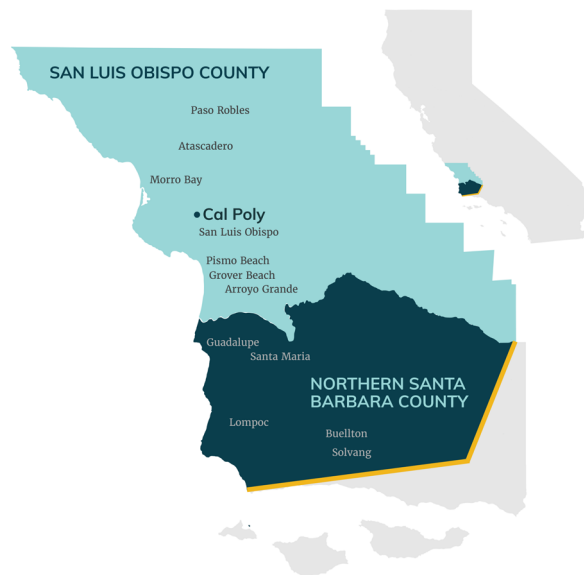 SAN LUIS OBISPO COUNTY
Paso Robles
Atascadero
Morro Bay
Cal Poly
San Luis Obispo
Pismo Beach
Grover Beach
Arroyo Grande
Guadalupe
Santa Maria
NORTHERN SANTA
BARBARA COUNTY
Lompoc
Buellton
Solvang